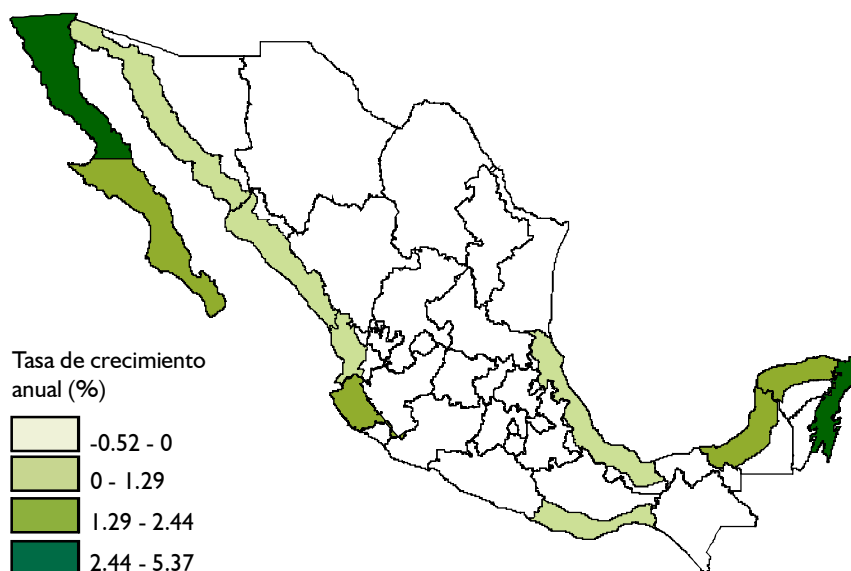 Tasa de crecimiento
anual (%)
-0.52 - 0
0 - 1.29
1.29 - 2.44
2.44 - 5.37